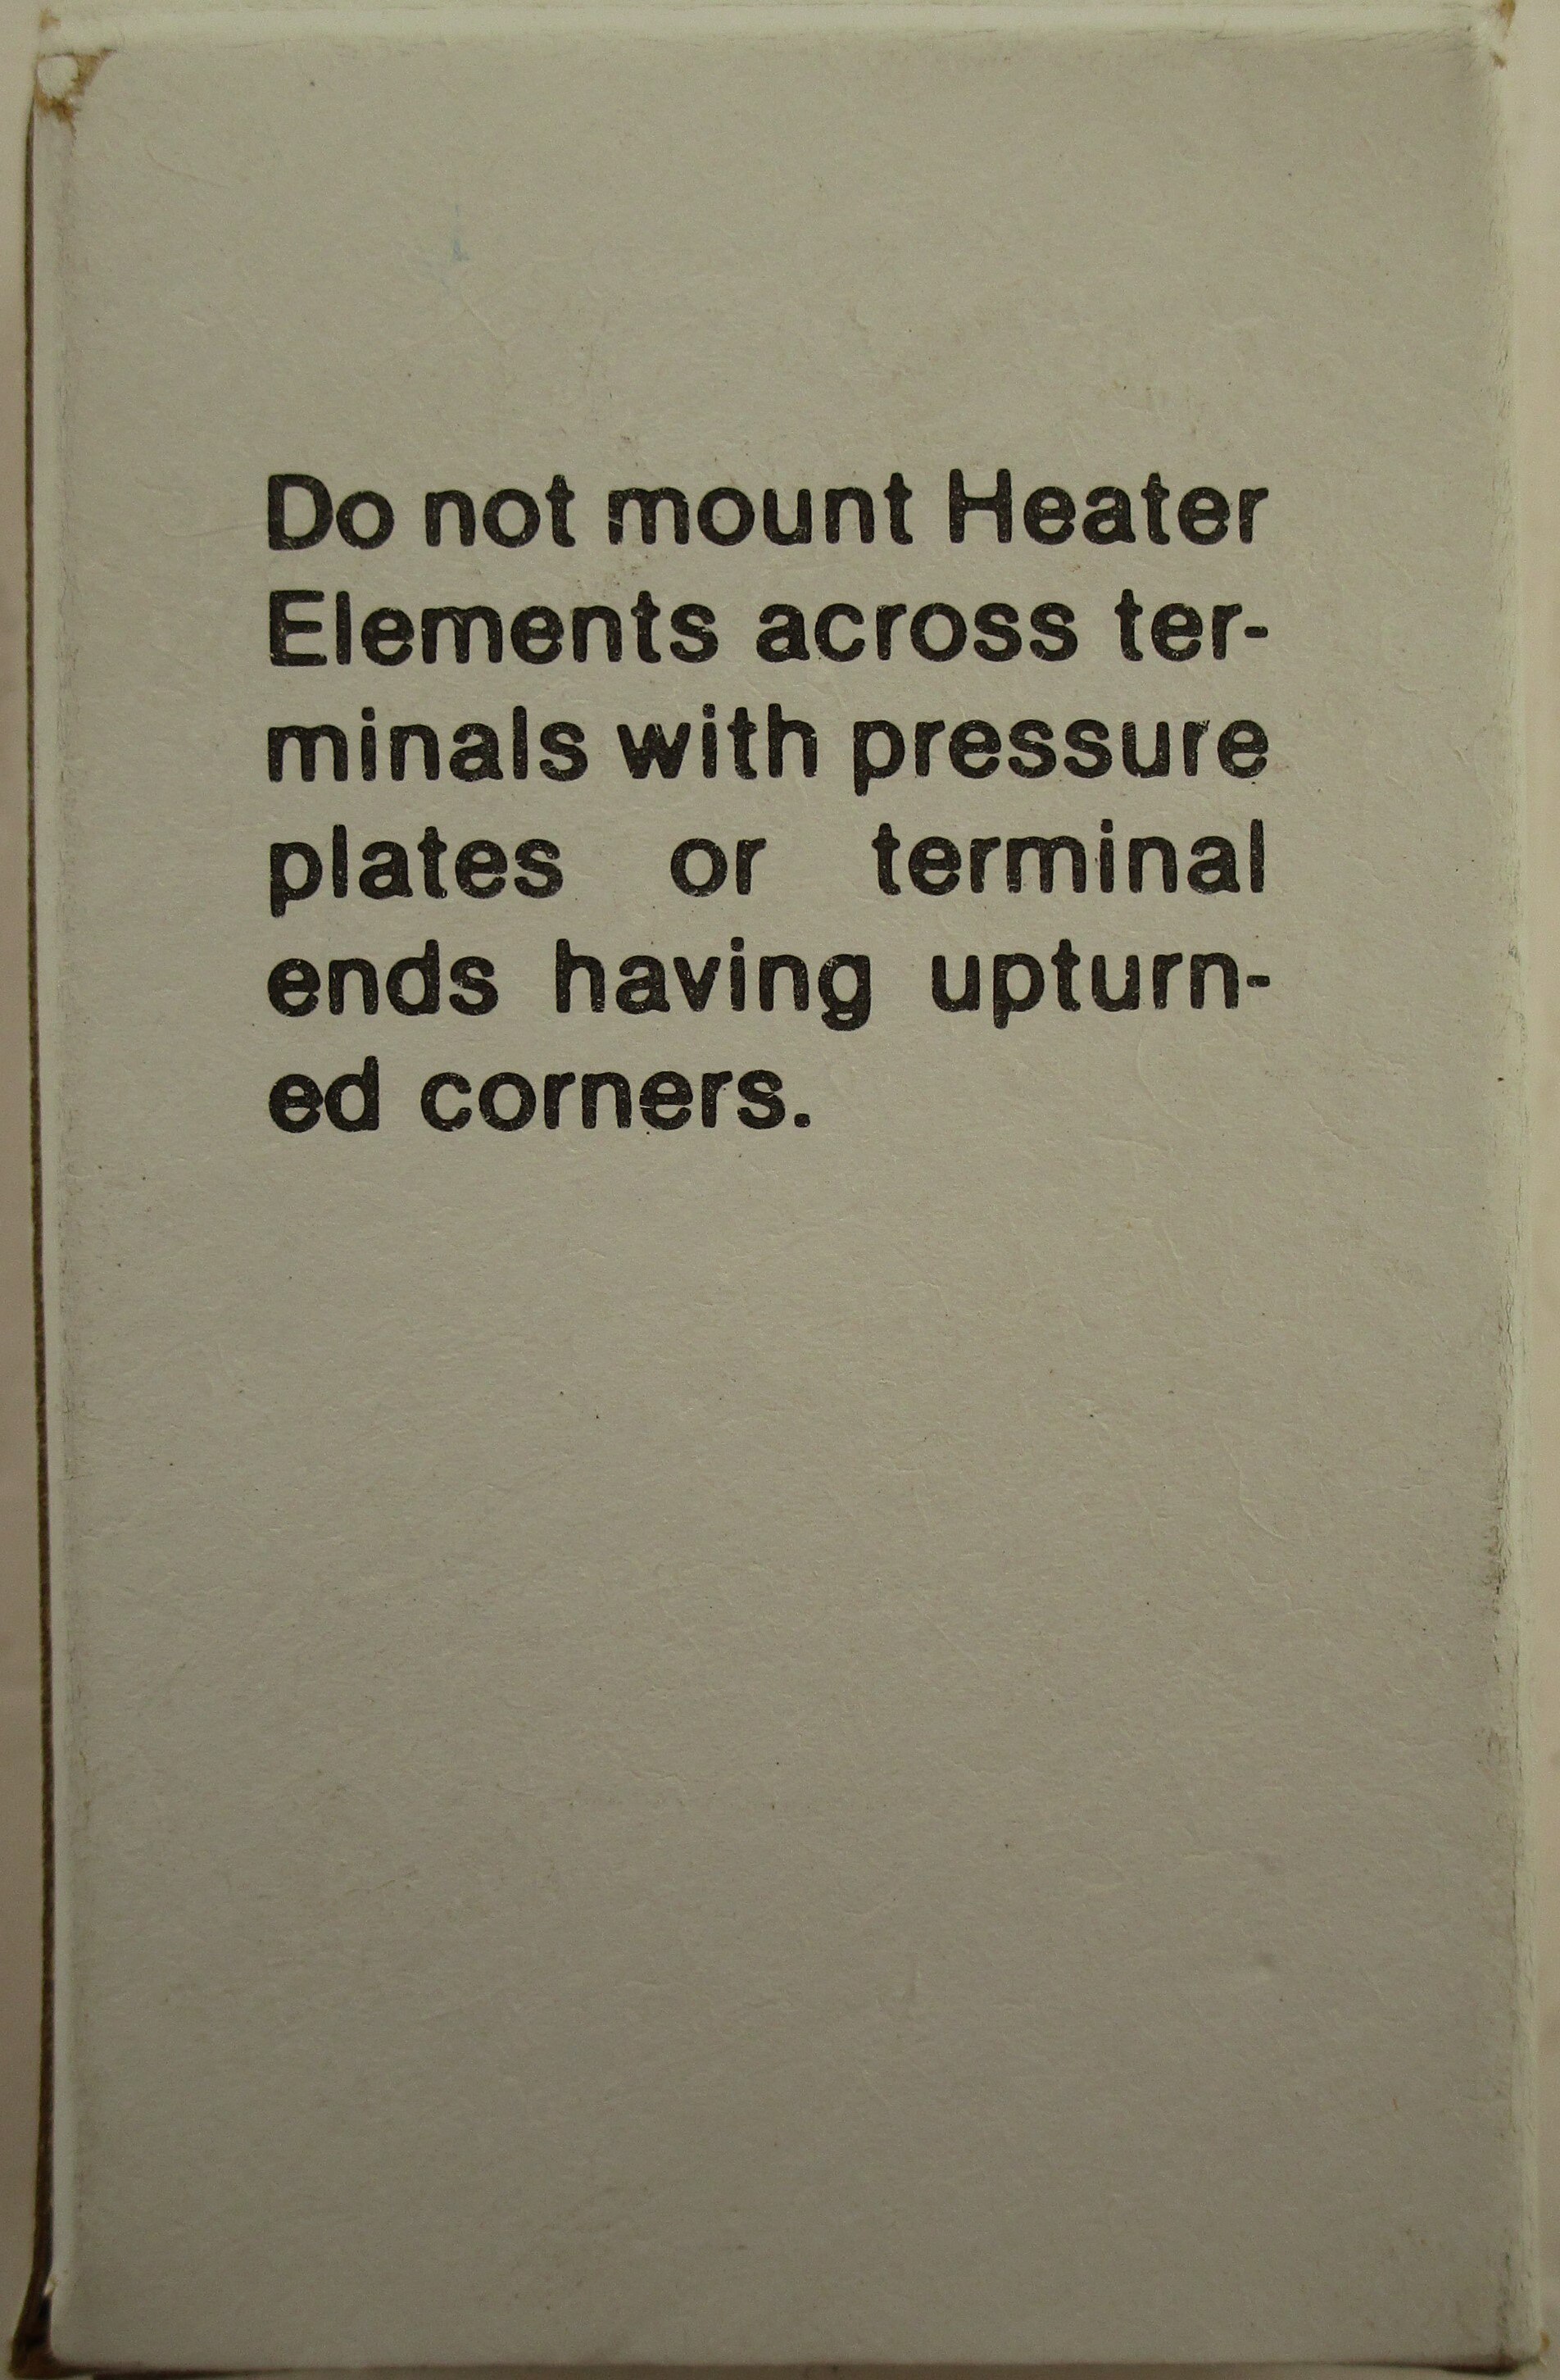 Do not mount Heater
Elements across ter-
minals with pressure
plates or terminal
ends having upturn-
ed corners.